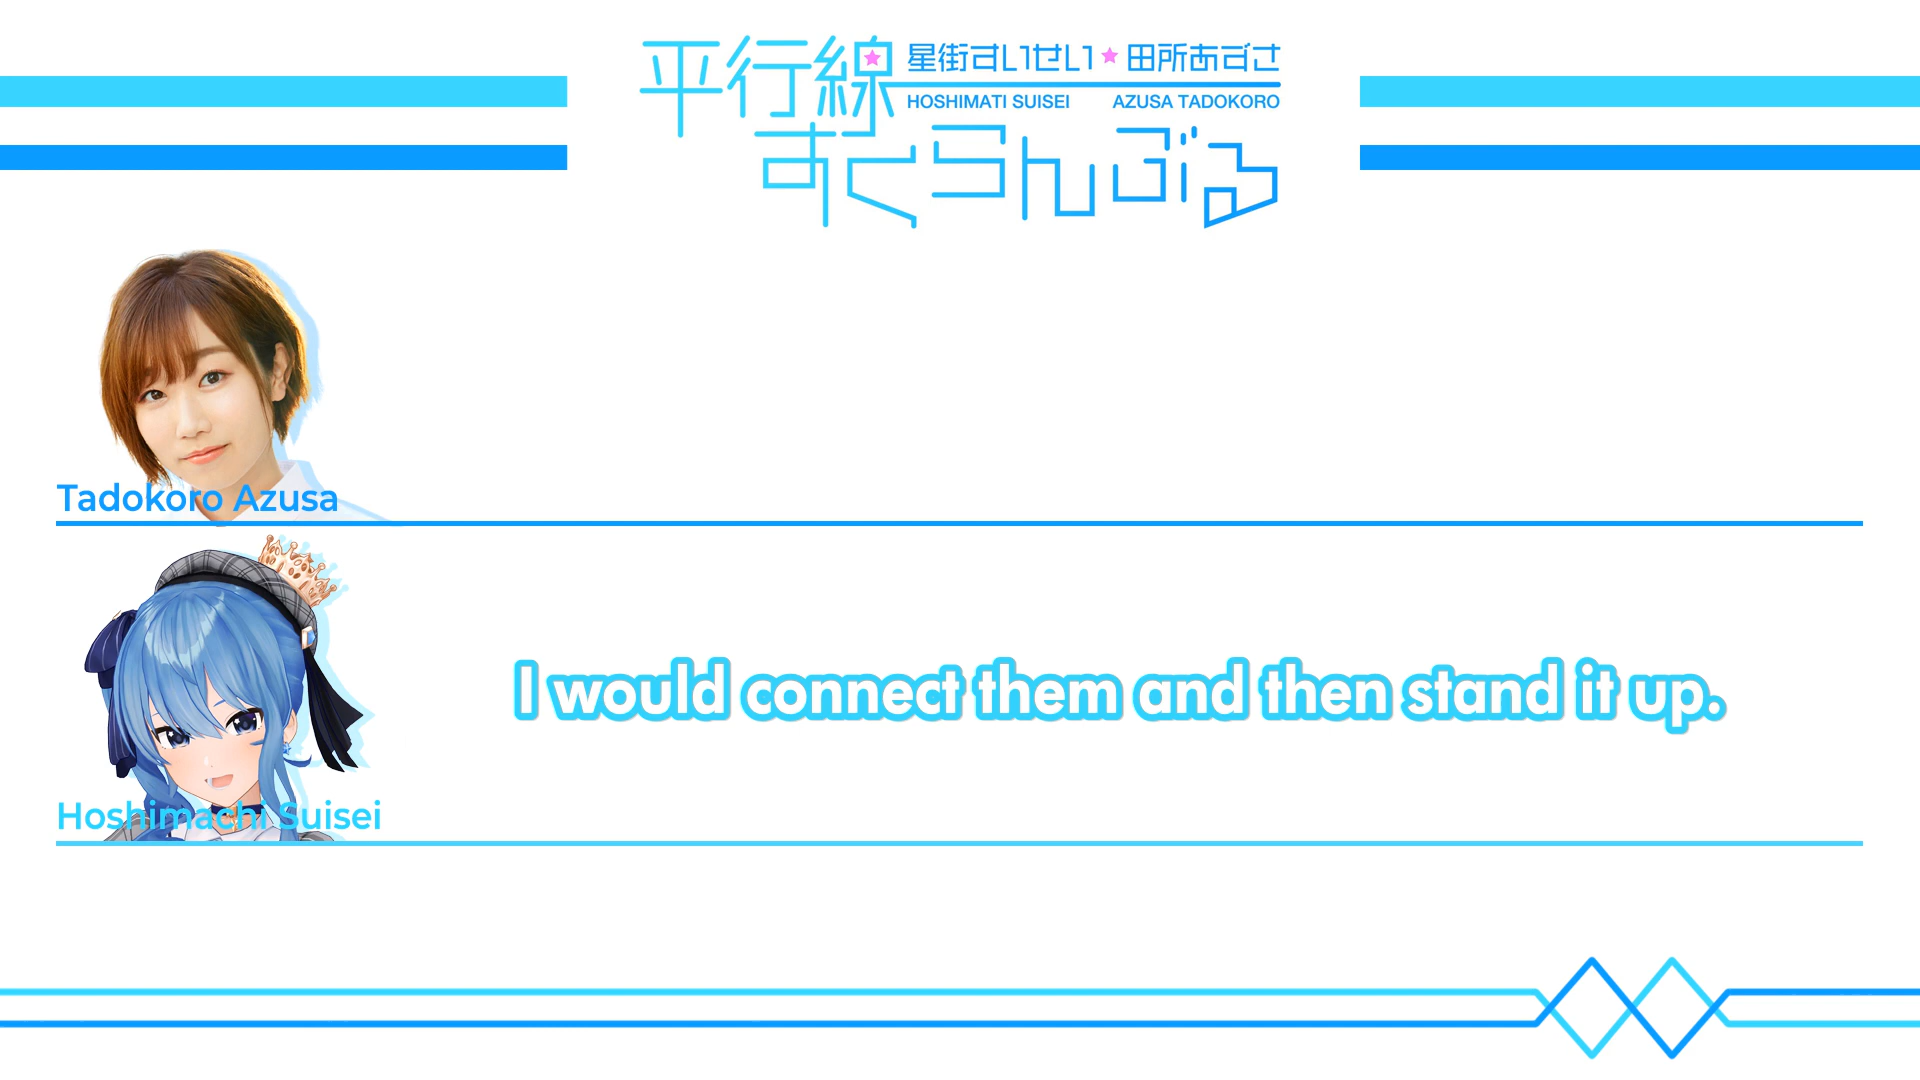 平行線
星街すいせい★田所あずさ
HOSHIMATI SUISEI AZUSA TADOKORO
すくらんぶる
Tadokoro Azusa
I would connect them and then stand it up.
Hoshimachi Suisei